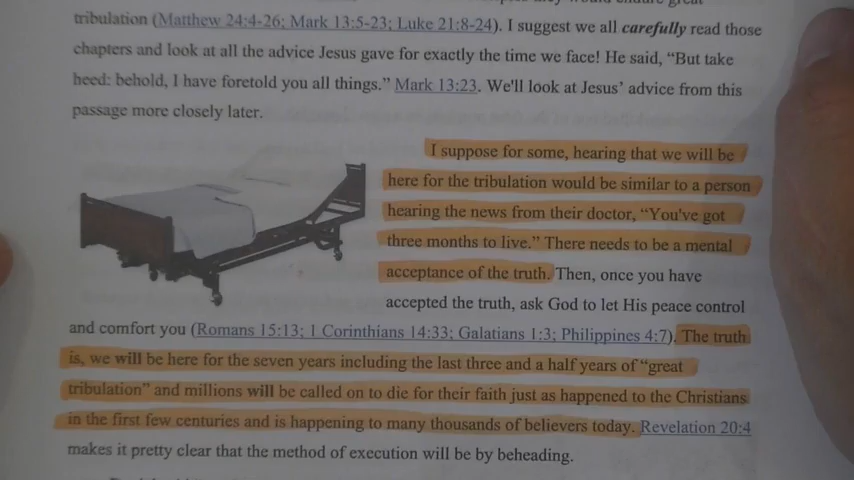 tribulation (Matthew 24:4-26; Mark 13:5-23; Luke 21:8-24). I suggest we all carefully read those
chapters and look at all the advice Jesus gave for exactly the time we face! He said, “But take
heed: behold, I have foretold you all things.” Mark 13:23. We'll look at Jesus’ advice from this
passage more closely later.
I suppose for some, hearing that we will be
here for the tribulation would be similar to a person
hearing the news from their doctor, “You've got
three months to live.” There needs to be a mental
acceptance of the truth. Then, once you have
accepted the truth, ask God to let His peace control
and comfort you (Romans 15:13; 1 Corinthians 14:33; Galatians 1:3; Philippines 4:7). The truth
is, we will be here for the seven years including the last three and a half years of “great
tribulation” and millions will be called on to die for their faith just as happened to the Christians
in the first few centuries and is happening to many thousands of believers today. Revelation 20:4
makes it pretty clear that the method of execution will be by beheading.